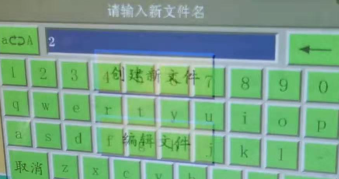 请输入新文件名
a⊂⊃A 2 ←
1 2 3 4 创建新文件 7 8 9 0
q w e r t y u i o p
a s d f 编辑文件 j k l
取消 z x c v b